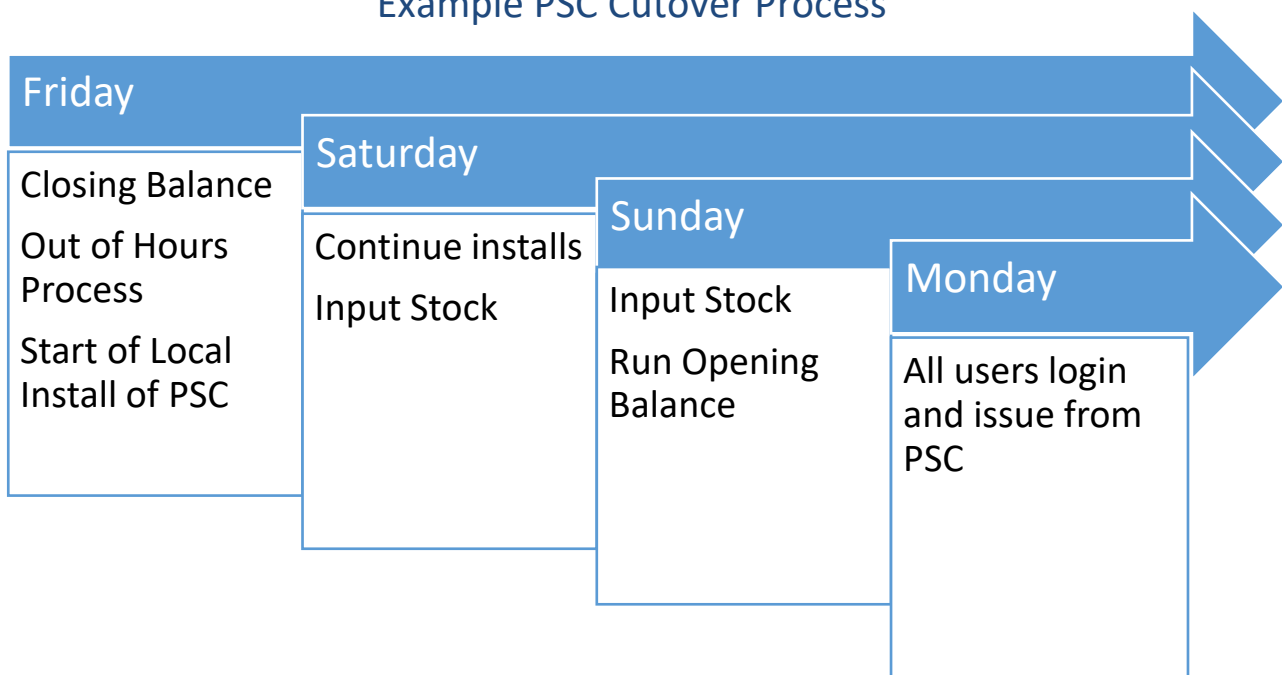 Example PSC Cutover Process
Friday
Closing Balance
Out of Hours
Process
Start of Local
Install of PSC
Saturday
Continue installs
Input Stock
Sunday
Input Stock
Run Opening
Balance
Monday
All users login
and issue from
PSC